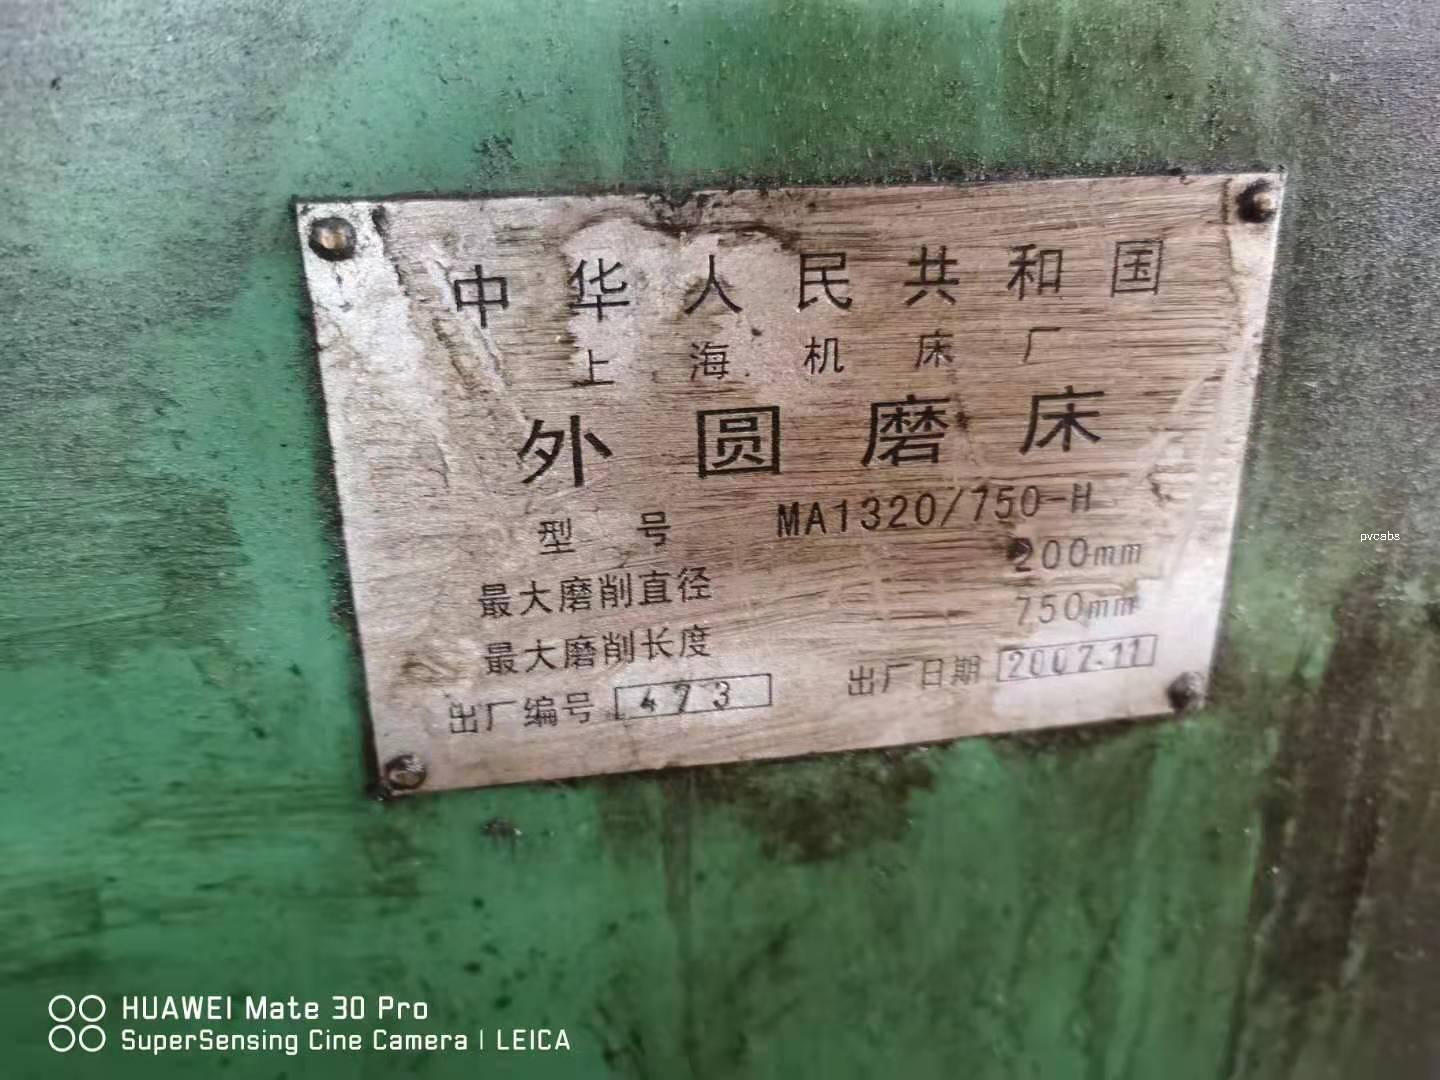 中华人民共和国
上海机床厂
外圆磨床
型号 MA1320/750-H
最大磨削直径 200mm
最大磨削长度 750mm
出厂编号 473 出厂日期 2007.11
pvcabs
HUAWEI Mate 30 Pro
SuperSensing Cine Camera | LEICA